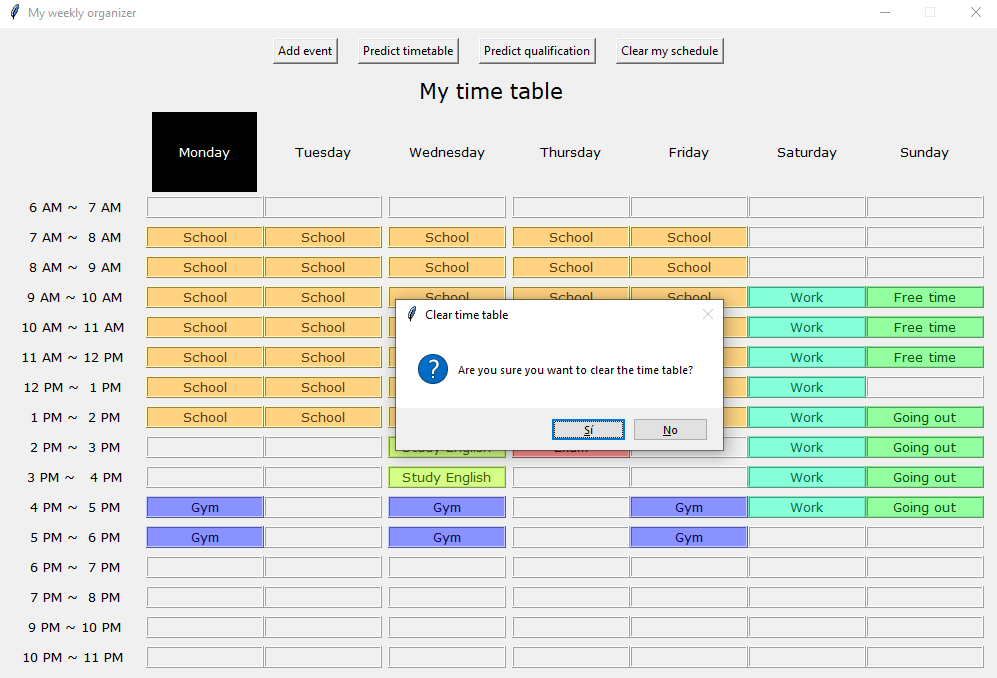 My weekly organizer
Add event Predict timetable Predict qualification Clear my schedule
My time table
Monday Tuesday Wednesday Thursday Friday Saturday Sunday
6 AM ~ 7 AM
7 AM ~ 8 AM School School School School School
8 AM ~ 9 AM School School School School School
9 AM ~ 10 AM School School School School School Work Free time
10 AM ~ 11 AM School School Work Free time
11 AM ~ 12 PM School School Work Free time
12 PM ~ 1 PM School School Work
1 PM ~ 2 PM School School Work Going out
2 PM ~ 3 PM Study English Exam Work Going out
3 PM ~ 4 PM Study English Work Going out
4 PM ~ 5 PM Gym Gym Gym Work Going out
5 PM ~ 6 PM Gym Gym Gym
6 PM ~ 7 PM
7 PM ~ 8 PM
9 PM ~ 10 PM
10 PM ~ 11 PM
Clear time table
Are you sure you want to clear the time table?
Sí No